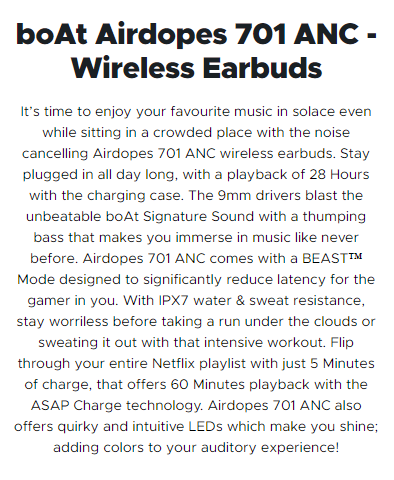 boAt Airdopes 701 ANC -
Wireless Earbuds
It's time to enjoy your favourite music in solace even
while sitting in a crowded place with the noise
cancelling Airdopes 701 ANC wireless earbuds. Stay
plugged in all day long, with a playback of 28 Hours
with the charging case. The 9mm drivers blast the
unbeatable boAt Signature Sound with a thumping
bass that makes you immerse in music like never
before. Airdopes 701 ANC comes with a BEAST™
Mode designed to significantly reduce latency for the
gamer in you. With IPX7 water & sweat resistance,
stay worriless before taking a run under the clouds or
sweating it out with that intensive workout. Flip
through your entire Netflix playlist with just 5 Minutes
of charge, that offers 60 Minutes playback with the
ASAP Charge technology. Airdopes 701 ANC also
offers quirky and intuitive LEDs which make you shine;
adding colors to your auditory experience!